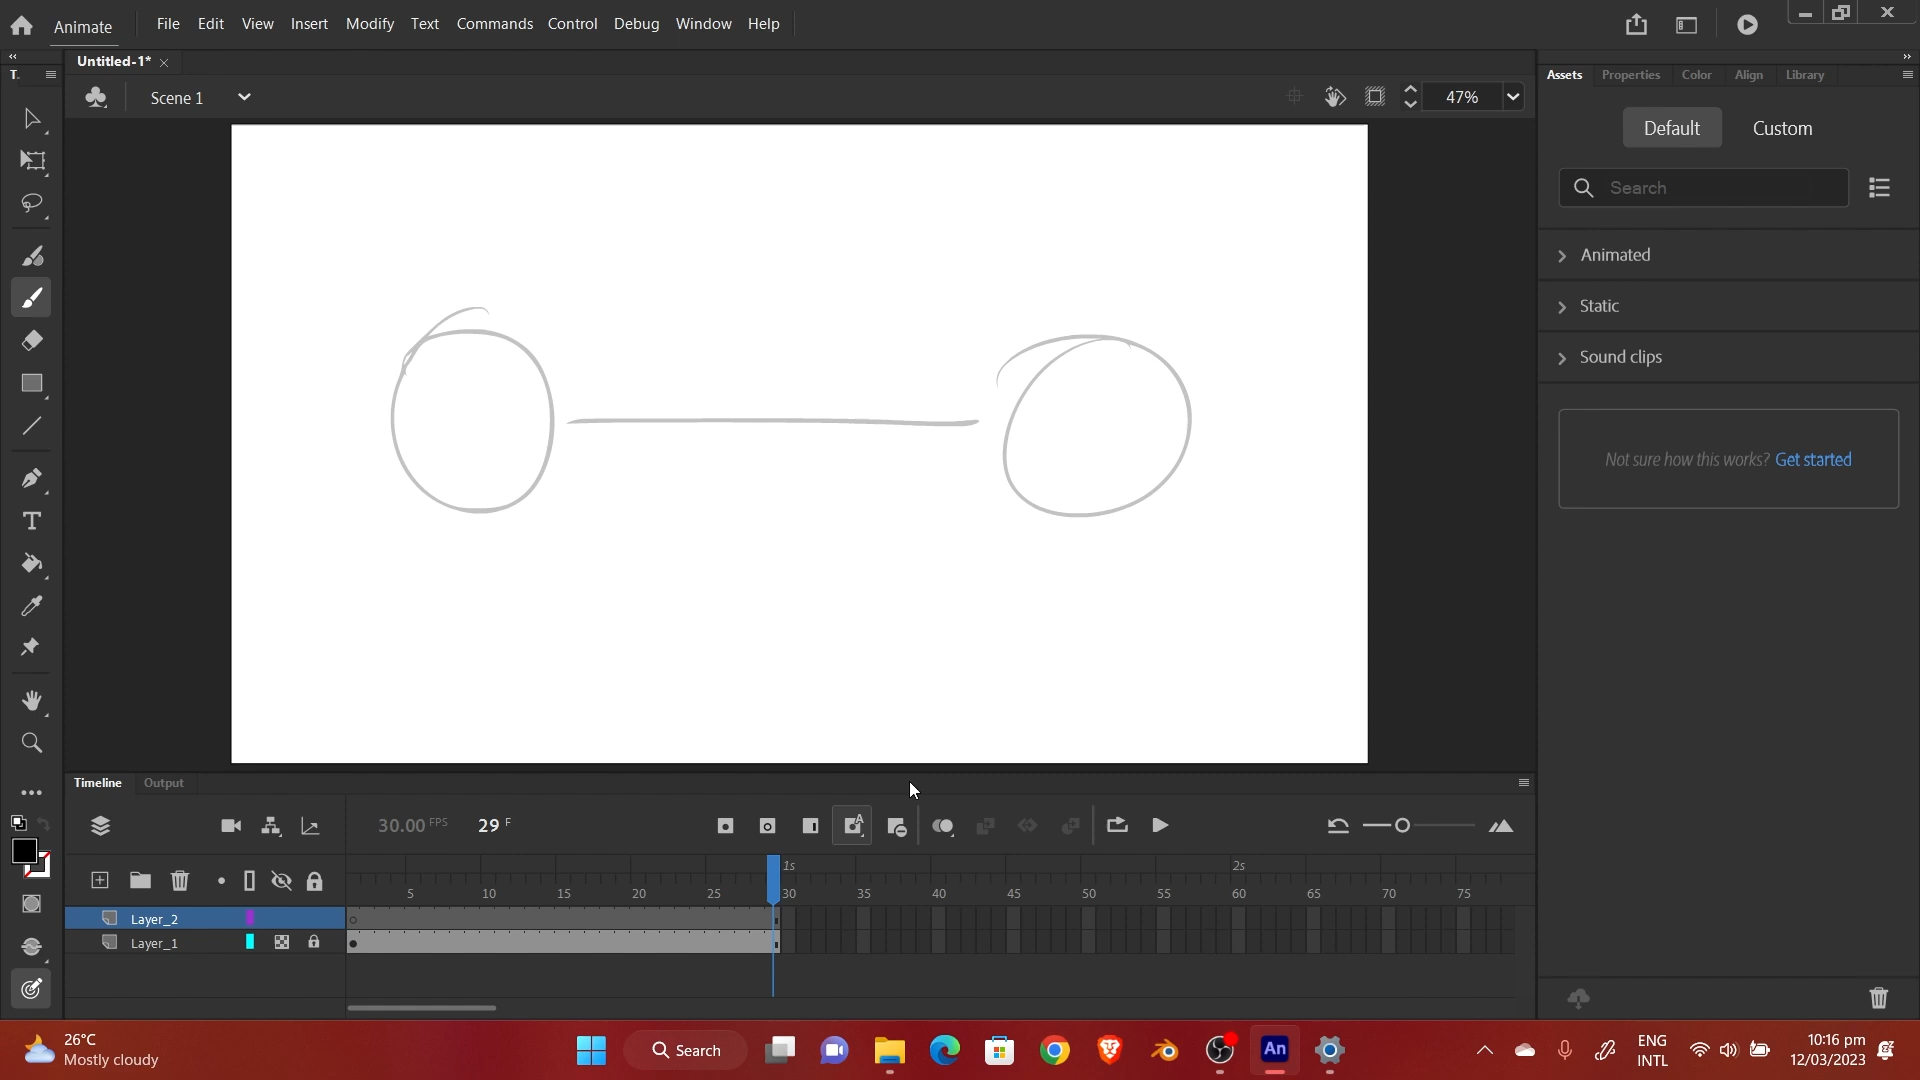 Animate File Edit View Insert Modify Text Commands Control Debug Window Help
Untitled-1*
T.
Scene 1
47%
Assets Properties Color Align Library
Default Custom
Search
Animated
Static
Sound clips
Not sure how this works? Get started
Timeline Output
30.00 FPS 29 F
1s 2s
5 10 15 20 25 30 35 40 45 50 55 60 65 70 75
Layer_2
Layer_1
26°C
Mostly cloudy
Search
An
ENG
INTL
10:16 pm
12/03/2023